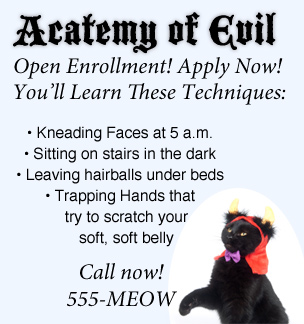 Acatemy of Evil
Open Enrollment! Apply Now!
You'll Learn These Techniques:
• Kneading Faces at 5 a.m.
• Sitting on stairs in the dark
• Leaving hairballs under beds
• Trapping Hands that
try to scratch your
soft, soft belly
Call now!
555-MEOW